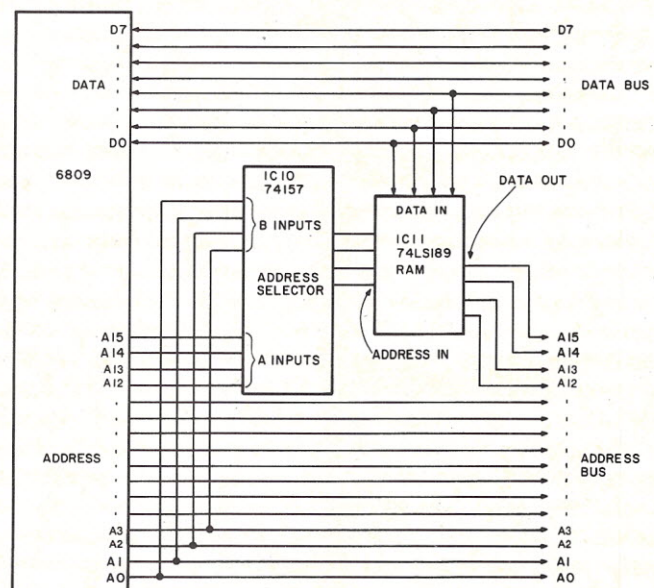 D7
D7
DATA
DATA BUS
D0
D0
6809
IC10
74157
DATA OUT
DATA IN
B INPUTS
IC11
74LS189
RAM
ADDRESS
SELECTOR
A15
A15
A14
A14
A INPUTS
ADDRESS IN
A13
A13
A12
A12
ADDRESS
ADDRESS
BUS
A3
A3
A2
A2
A1
A1
A0
A0